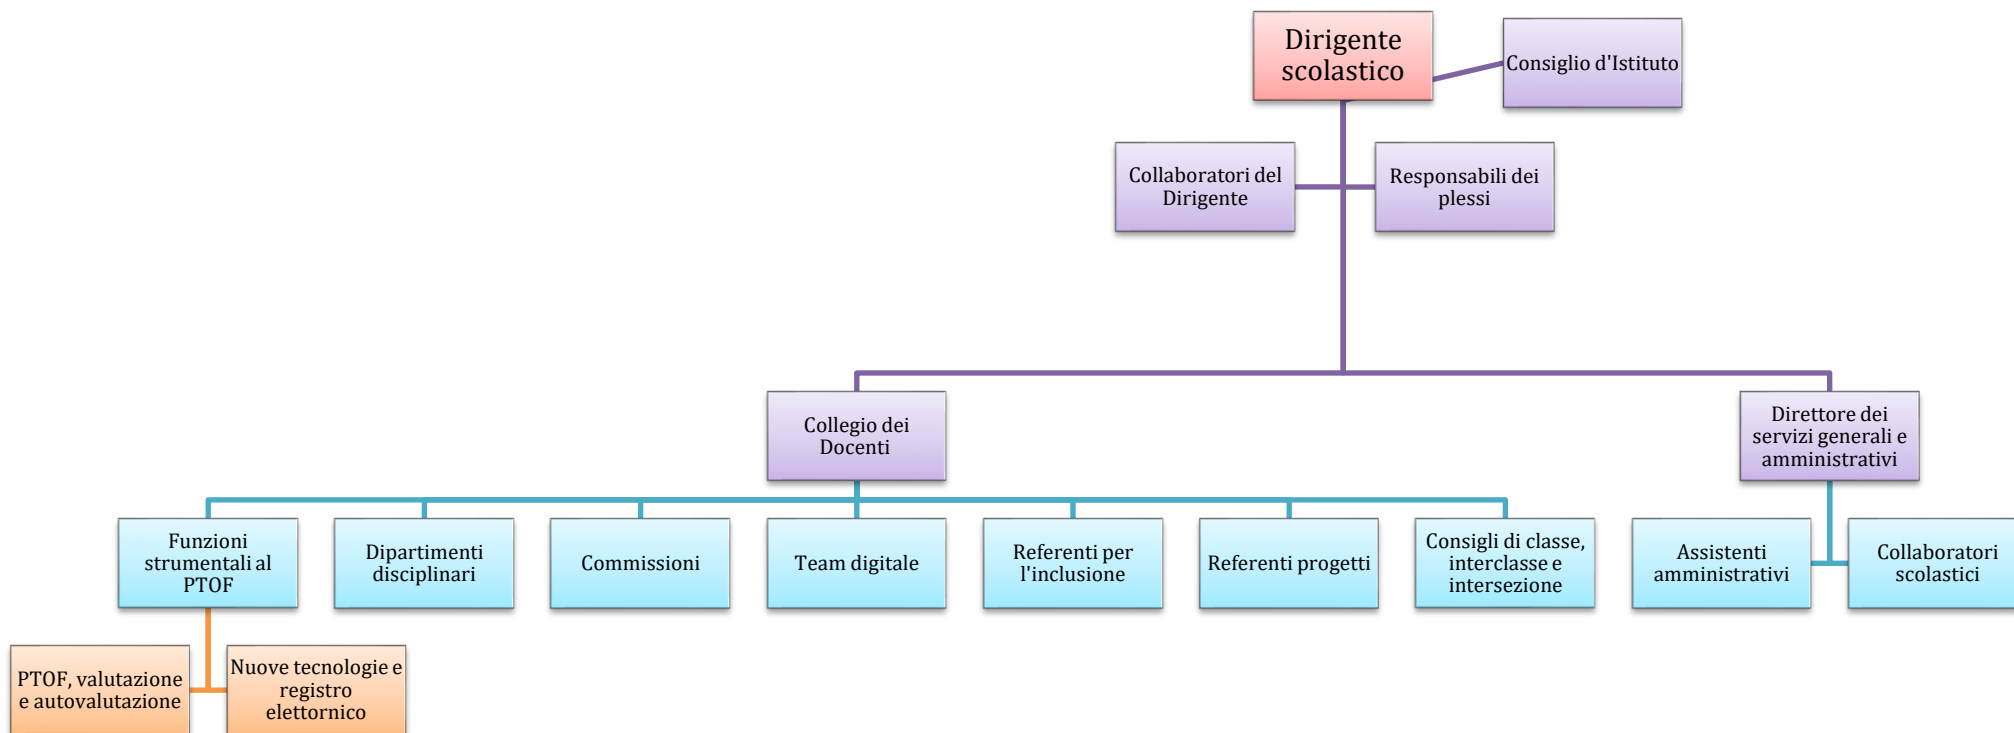 Dirigente
scolastico
Consiglio d'Istituto
Collaboratori del
Dirigente
Responsabili dei
plessi
Collegio dei
Docenti
Direttore dei
servizi generali e
amministrativi
Funzioni
strumentali al
PTOF
Dipartimenti
disciplinari
Commissioni
Team digitale
Referenti per
l'inclusione
Referenti progetti
Consigli di classe,
interclasse e
intersezione
Assistenti
amministrativi
Collaboratori
scolastici
PTOF, valutazione
e autovalutazione
Nuove tecnologie e
registro
elettornico